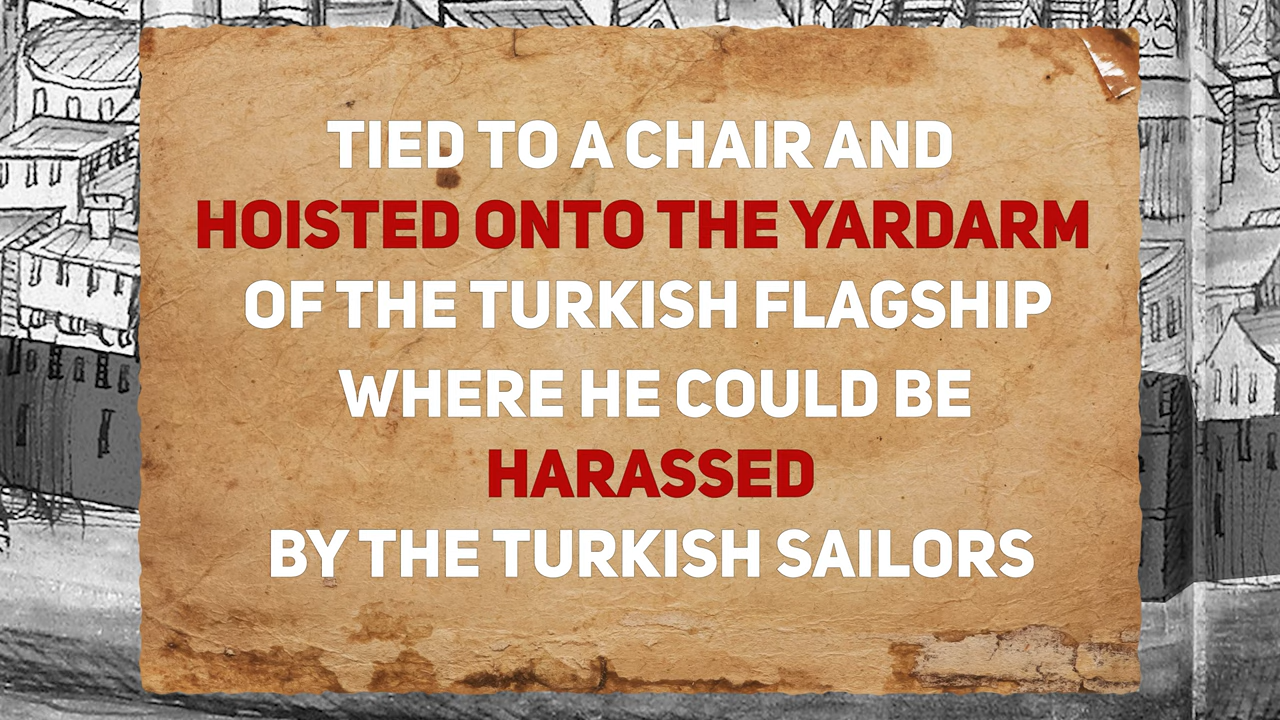 TIED TO A CHAIR AND
HOISTED ONTO THE YARDARM
OF THE TURKISH FLAGSHIP
WHERE HE COULD BE
HARASSED
BY THE TURKISH SAILORS